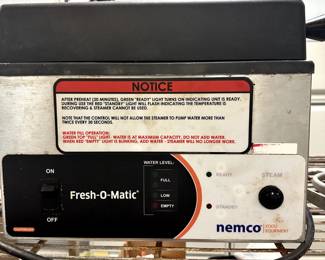 NOTICE
AFTER PREHEAT (20 MINUTES), GREEN "READY" LIGHT TURNS ON INDICATING UNIT IS READY.
DURING USE THE RED "STANDBY" LIGHT WILL FLASH INDICATING THE TEMPERATURE IS
RECOVERING & STEAMER CANNOT BE USED.
NOTE THAT THE CONTROL WILL NOT ALLOW THE STEAMER TO PUMP WATER MORE THAN
TWICE EVERY 30 SECONDS.
WATER FILL OPERATION:
GREEN TOP "FULL" LIGHT- WATER IS AT MAXIMUM CAPACITY, DO NOT ADD WATER.
WHEN RED "EMPTY" LIGHT IS BLINKING, ADD WATER - STEAMER WILL NO LONGER WORK.
WATER LEVEL:
ON
FULL
READY
STEAM
Fresh-O-Matic
LOW
EMPTY
STANDBY
OFF
nemco
FOOD
EQUIPMENT